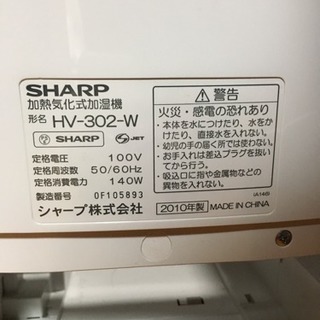 SHARP
加熱気化式加湿機
形名 HV-302-W
SHARP JET
定格電圧 100V
定格周波数 50/60Hz
定格消費電力 140W
製造番号 0F105893
シャープ株式会社
警告
火災・感電の恐れあり
・本体を水につけたり、水をか
けたり、直接水を入れない。
・幼児の手の届く所では使わない。
・お手入れは差込プラグを抜い
てから行う。
・吸込口に指や金属物などの
異物を入れない。
2010年製 MADE IN CHINA